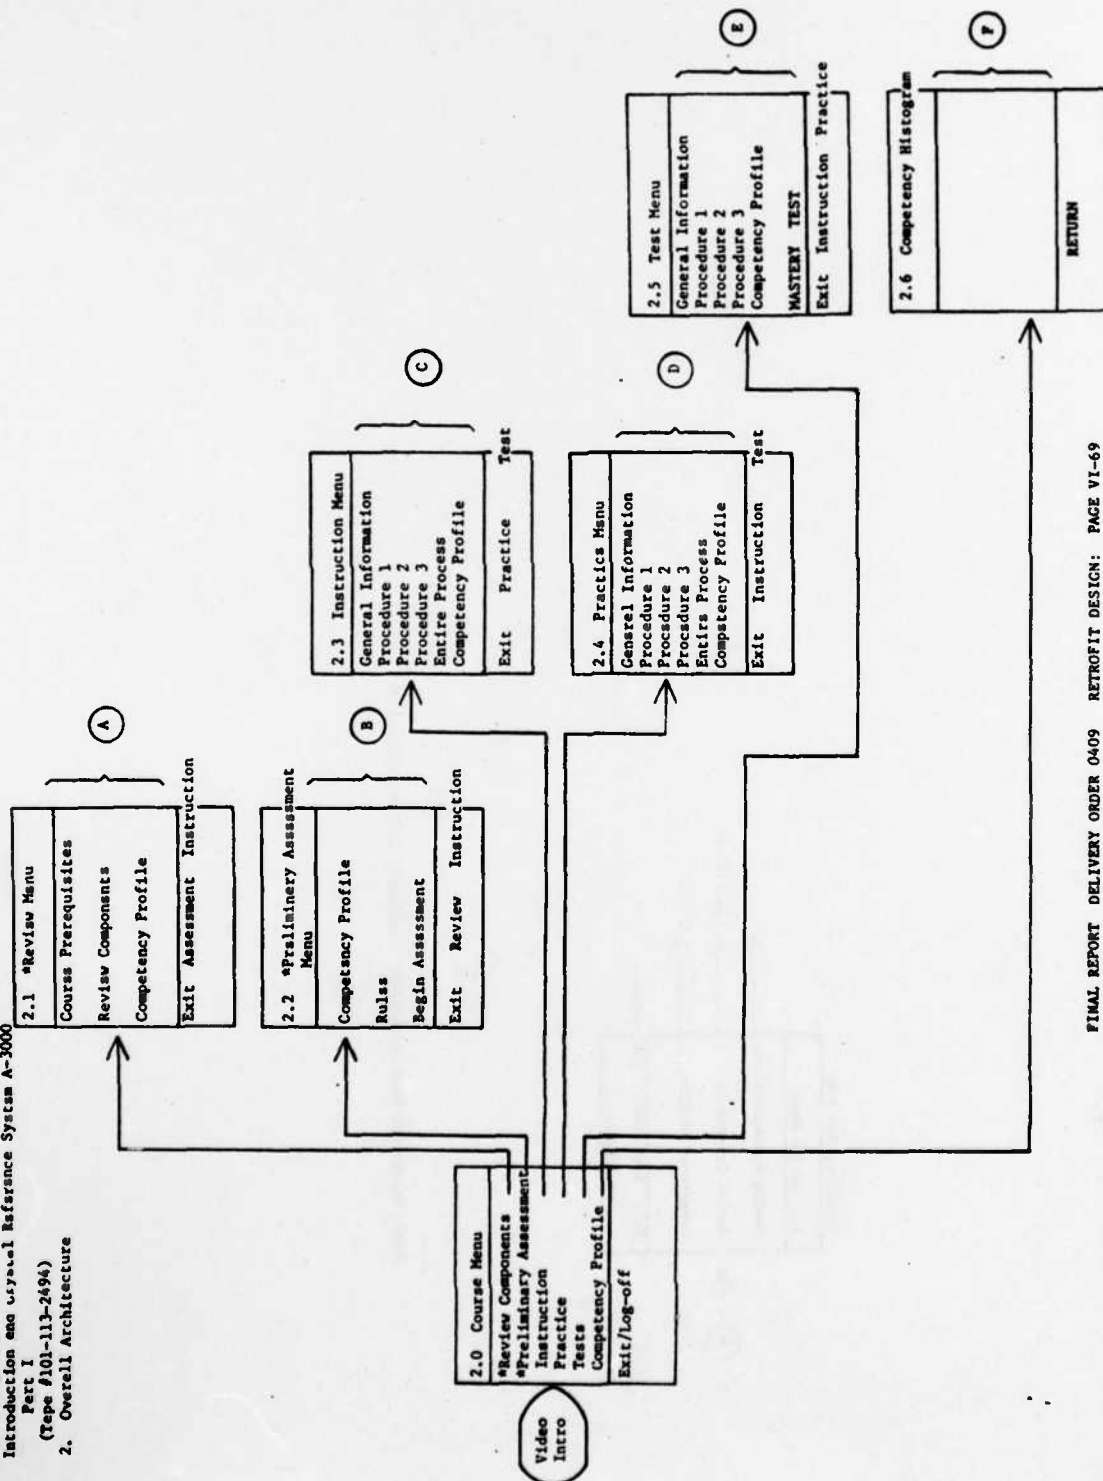 Introduction and Crystal Reference System A-3000
Part I
(Tape #101-113-2494)
2. Overall Architecture
Video
Intro
2.0 Course Menu
*Review Components
*Preliminary Assessment
Instruction
Practice
Tests
Competency Profile
Exit/Log-off
2.1 *Review Menu
Course Prerequisites
Review Components
Competency Profile
Exit Assessment Instruction
A
2.2 *Preliminary Assessment
Menu
Competency Profile
Rules
Begin Assessment
Exit Review Instruction
B
2.3 Instruction Menu
General Information
Procedure 1
Procedure 2
Procedure 3
Entire Process
Competency Profile
Exit Practice Test
C
2.4 Practice Menu
General Information
Procedure 1
Procedure 2
Procedure 3
Entire Process
Competency Profile
Exit Instruction Test
D
2.5 Test Menu
General Information
Procedure 1
Procedure 2
Procedure 3
Competency Profile
MASTERY TEST
Exit Instruction Practice
E
2.6 Competency Histogram
RETURN
F
FINAL REPORT DELIVERY ORDER 0409 RETROFIT DESIGN: PAGE VI-69